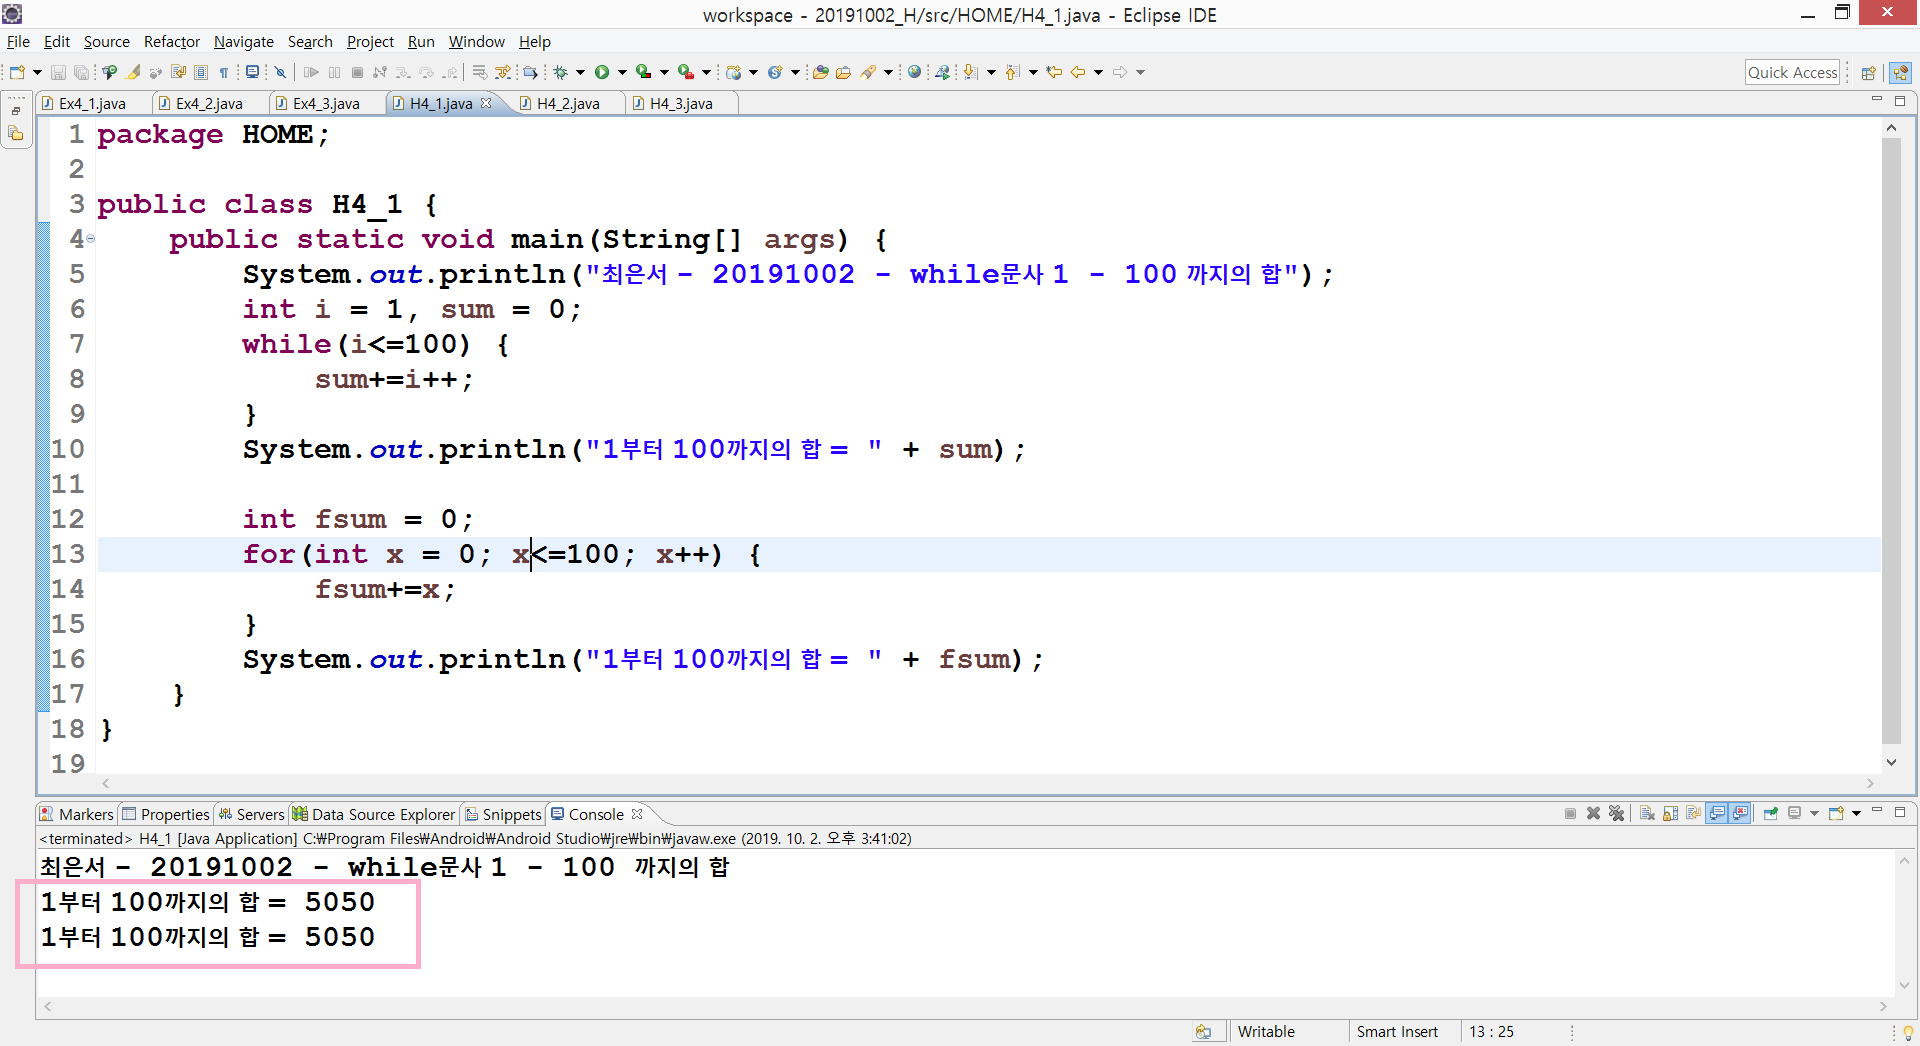 workspace - 20191002_H/src/HOME/H4_1.java - Eclipse IDE
File Edit Source Refactor Navigate Search Project Run Window Help
Quick Access
Ex4_1.java Ex4_2.java Ex4_3.java H4_1.java H4_2.java H4_3.java
1 package HOME;
2
3 public class H4_1 {
4 public static void main(String[] args) {
5 System.out.println("최은서 - 20191002 - while문사 1 - 100 까지의 합");
6 int i = 1, sum = 0;
7 while(i<=100) {
8 sum+=i++;
9 }
10 System.out.println("1부터 100까지의 합 = " + sum);
11
12 int fsum = 0;
13 for(int x = 0; x<=100; x++) {
14 fsum+=x;
15 }
16 System.out.println("1부터 100까지의 합 = " + fsum);
17 }
18 }
19
Markers Properties Servers Data Source Explorer Snippets Console
<terminated> H4_1 [Java Application] C:₩Program Files₩Android₩Android Studio₩jre₩bin₩javaw.exe (2019. 10. 2. 오후 3:41:02)
최은서 - 20191002 - while문사 1 - 100 까지의 합
1부터 100까지의 합 = 5050
1부터 100까지의 합 = 5050
Writable Smart Insert 13 : 25